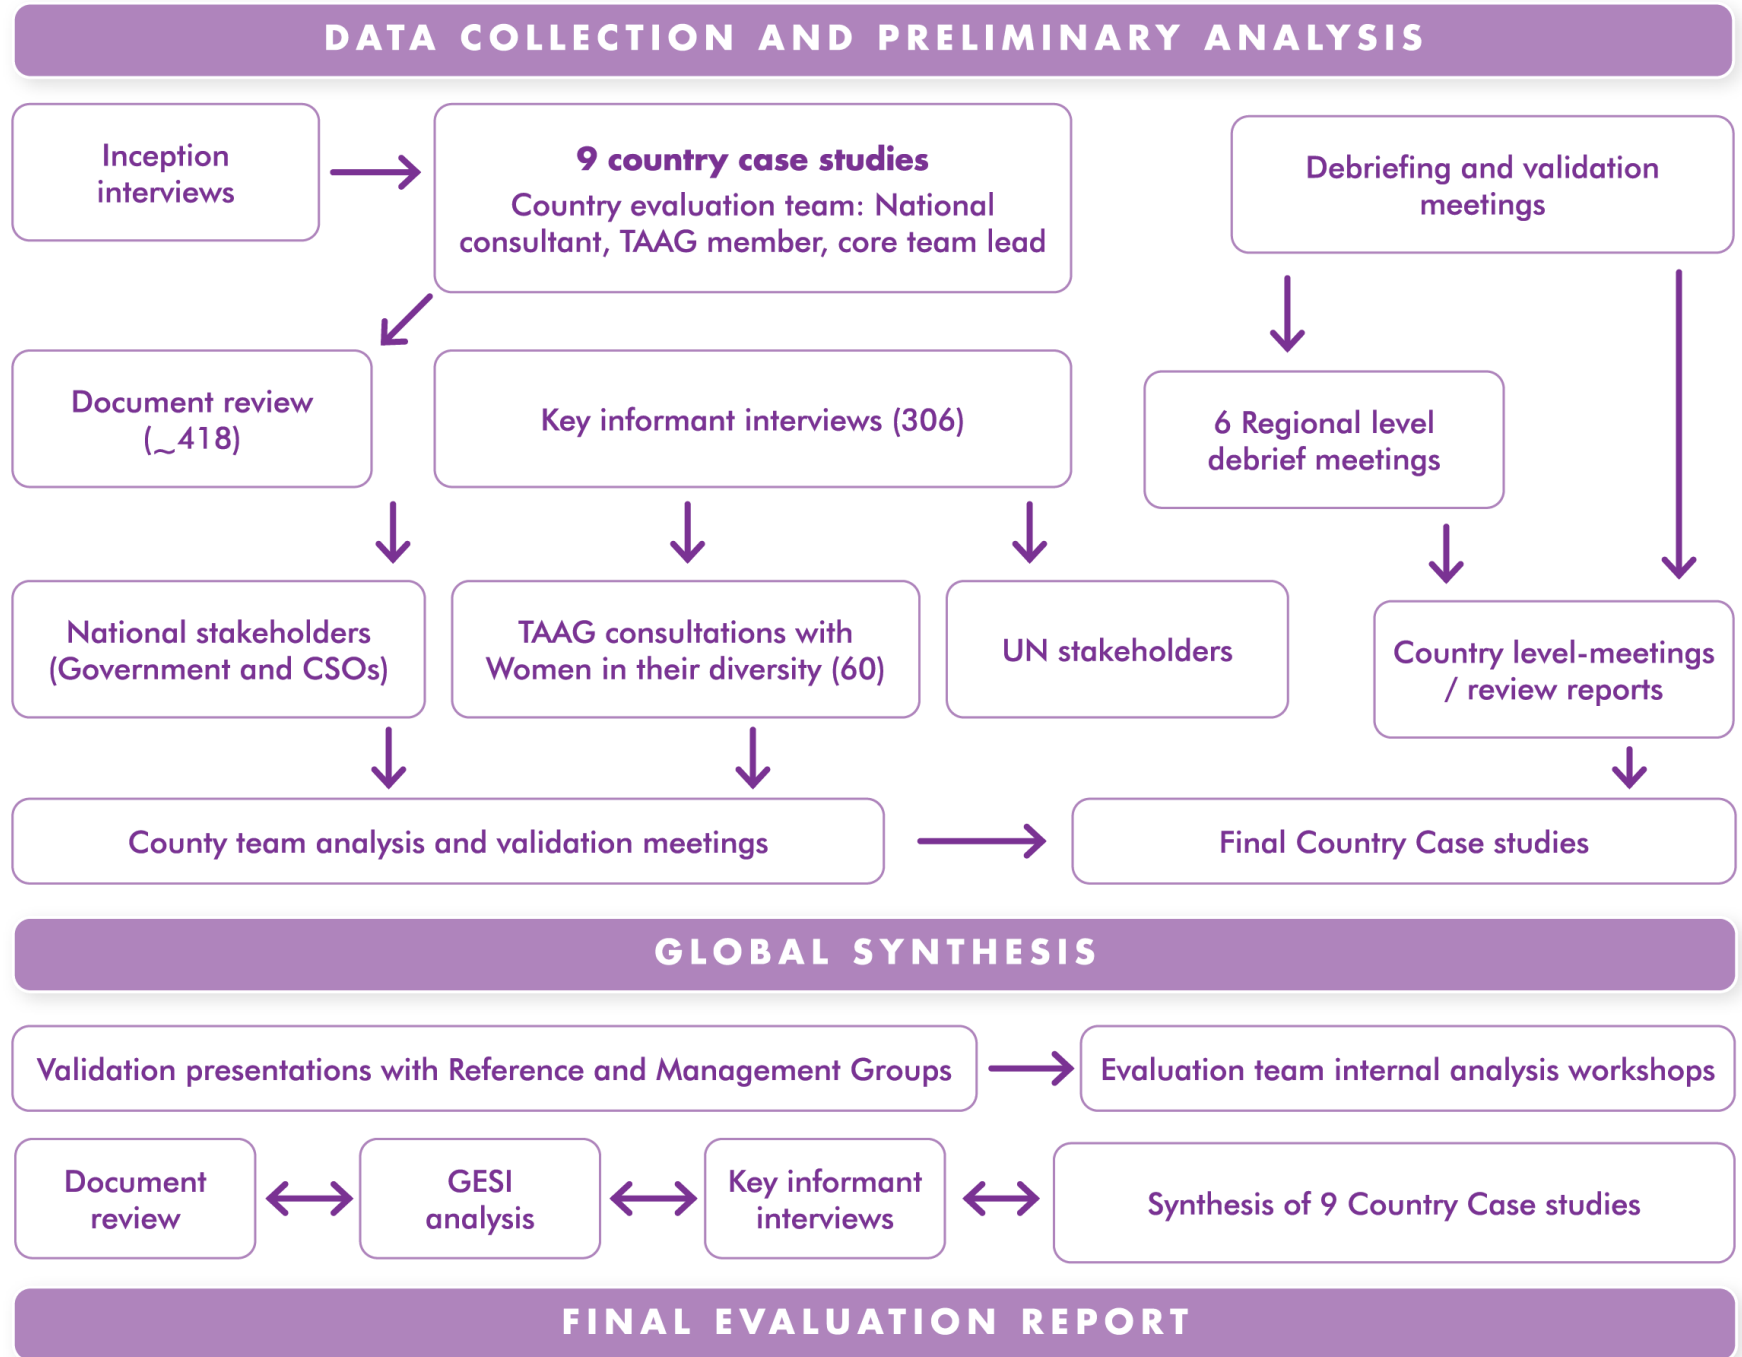 DATA COLLECTION AND PRELIMINARY ANALYSIS
Inception
interviews
9 country case studies
Country evaluation team: National
consultant, TAAG member, core team lead
Debriefing and validation
meetings
Document review
(~418)
Key informant interviews (306)
6 Regional level
debrief meetings
National stakeholders
(Government and CSOs)
TAAG consultations with
Women in their diversity (60)
UN stakeholders
Country level-meetings
/ review reports
County team analysis and validation meetings
Final Country Case studies
GLOBAL SYNTHESIS
Validation presentations with Reference and Management Groups
Evaluation team internal analysis workshops
Document
review
GESI
analysis
Key informant
interviews
Synthesis of 9 Country Case studies
FINAL EVALUATION REPORT